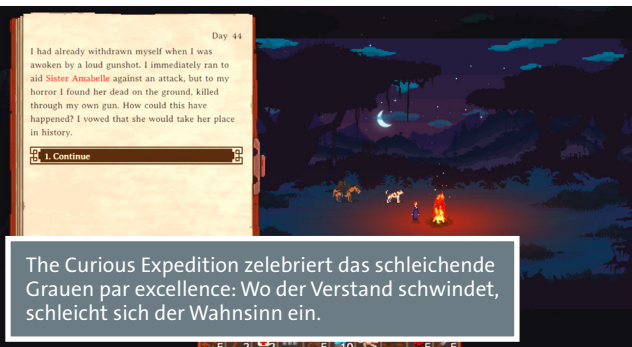 Day 44
I had already withdrawn myself when I was
awoken by a loud gunshot. I immediately ran to
aid Sister Amabelle against an attack, but to my
horror I found her dead on the ground, killed
through my own gun. How could this have
happened? I vowed that she would take her place
in history.
1. Continue
The Curious Expedition zelebriert das schleichende
Grauen par excellence: Wo der Verstand schwindet,
schleicht sich der Wahnsinn ein.